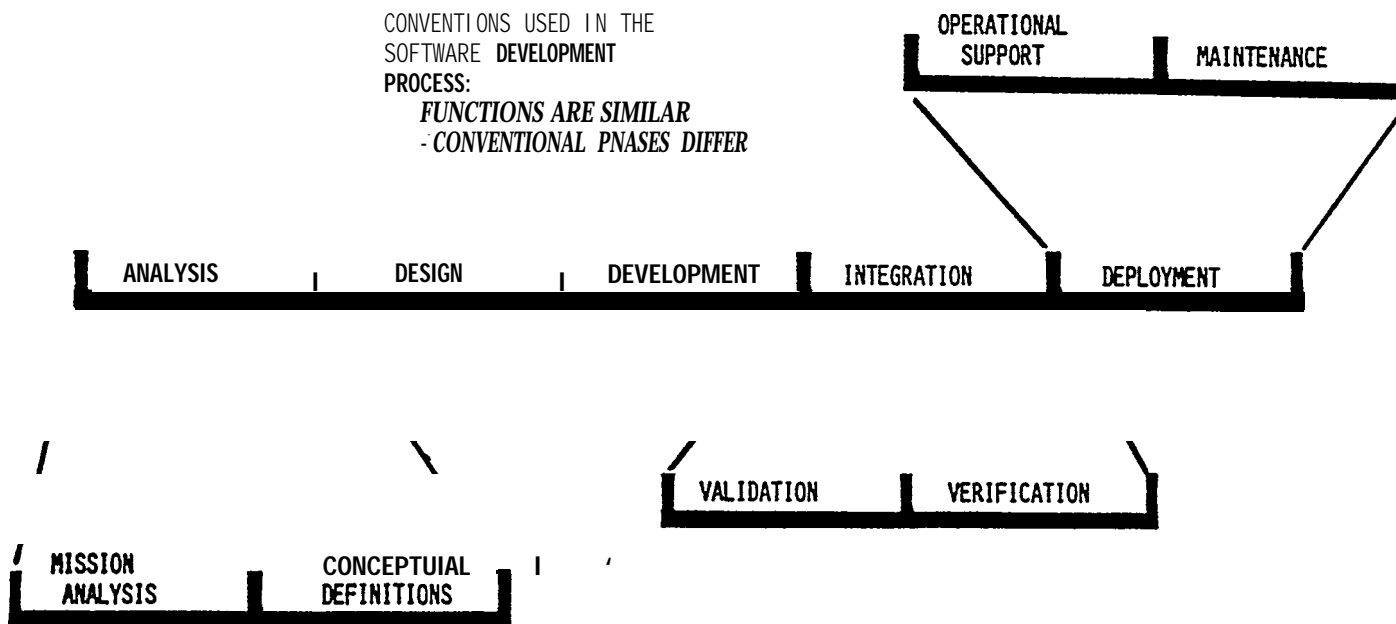 CONVENTIONS USED IN THE
SOFTWARE DEVELOPMENT
PROCESS:
FUNCTIONS ARE SIMILAR
- CONVENTIONAL PNASES DIFFER
OPERATIONAL
SUPPORT
MAINTENANCE
ANALYSIS
DESIGN
DEVELOPMENT
INTEGRATION
DEPLOYMENT
VALIDATION
VERIFICATION
MISSION
ANALYSIS
CONCEPTUIAL
DEFINITIONS